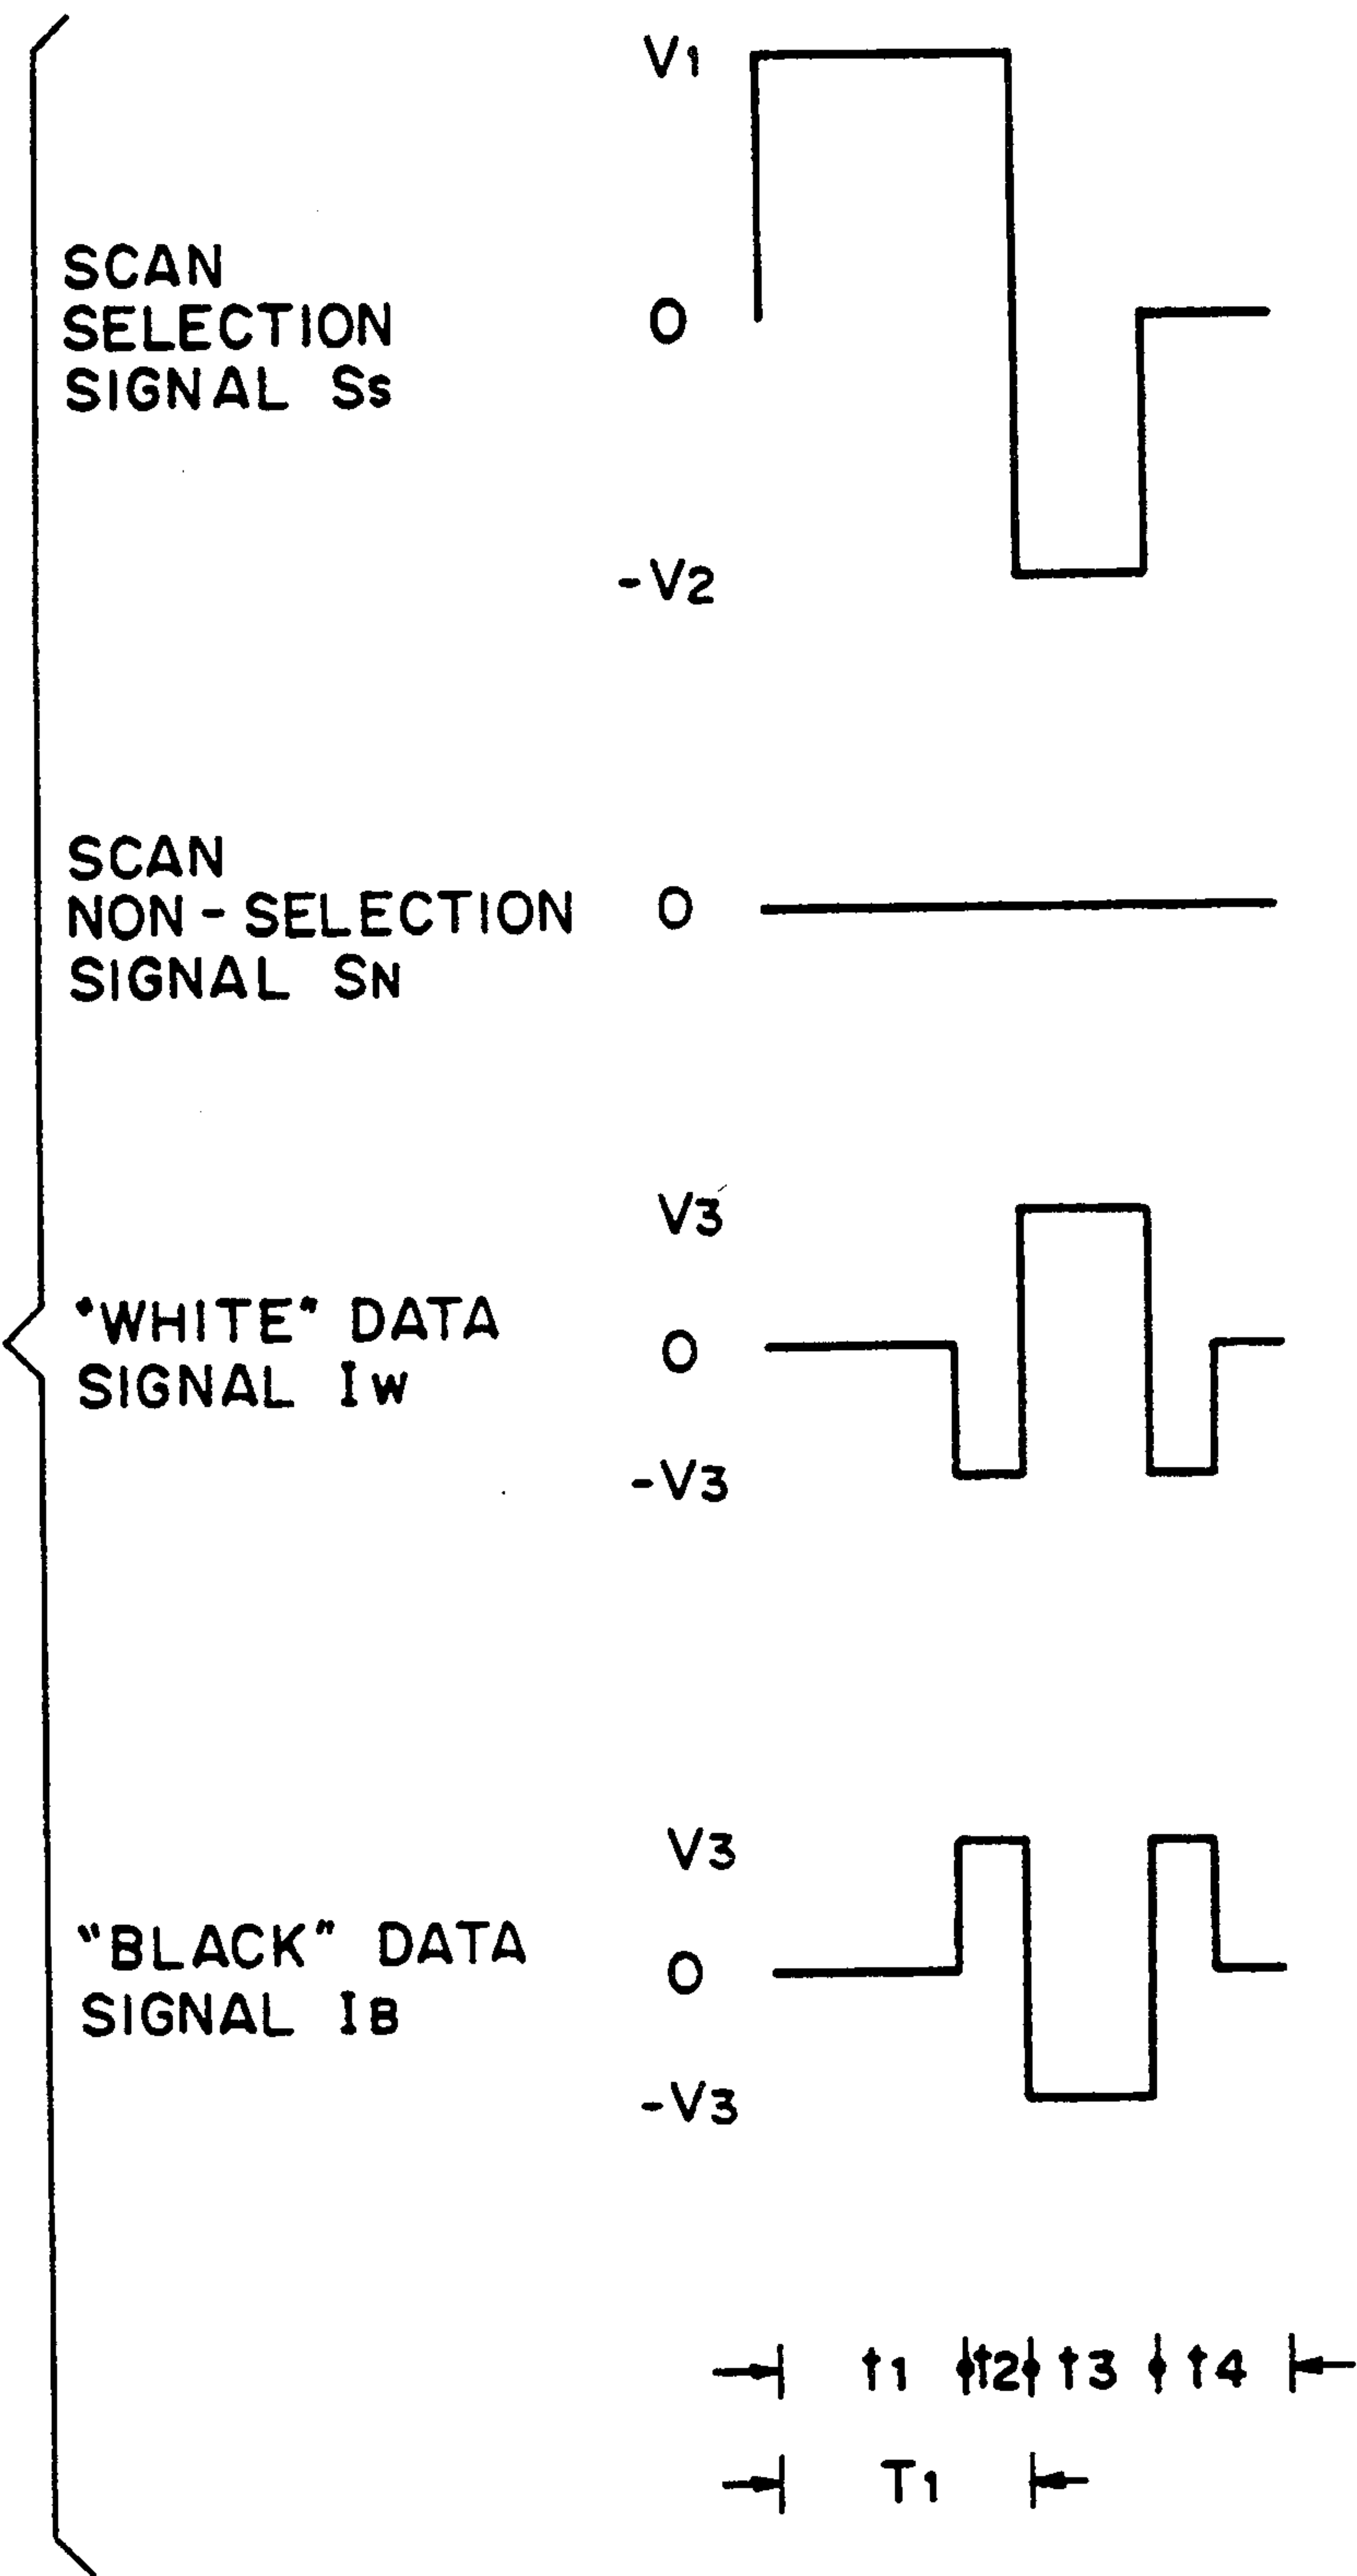 V1
SCAN
SELECTION
SIGNAL Ss
0
-V2
SCAN
NON-SELECTION
SIGNAL SN
0
V3
"WHITE" DATA
SIGNAL IW
0
-V3
V3
"BLACK" DATA
SIGNAL IB
0
-V3
t1 t2 t3 t4
T1